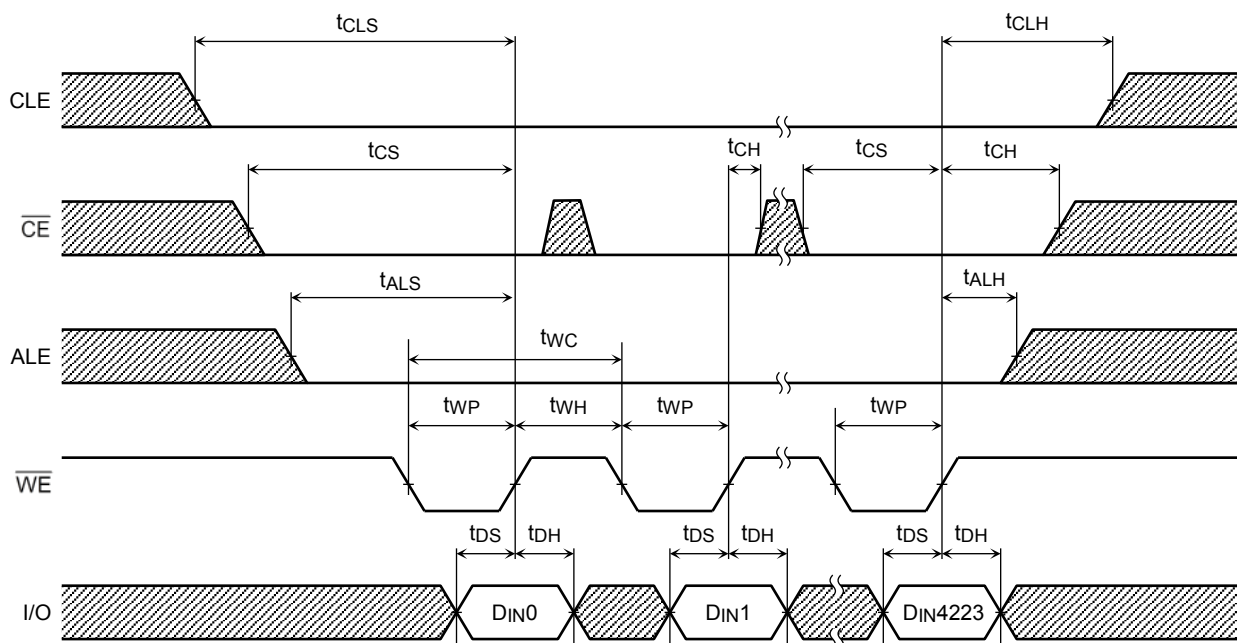 tCLS tCLH
CLE
tCS tCH tCS tCH
CE
tALS tALH
ALE
tWC
tWP tWH tWP tWP
WE
tDS tDH tDS tDH tDS tDH
I/O DIN0 DIN1 DIN4223